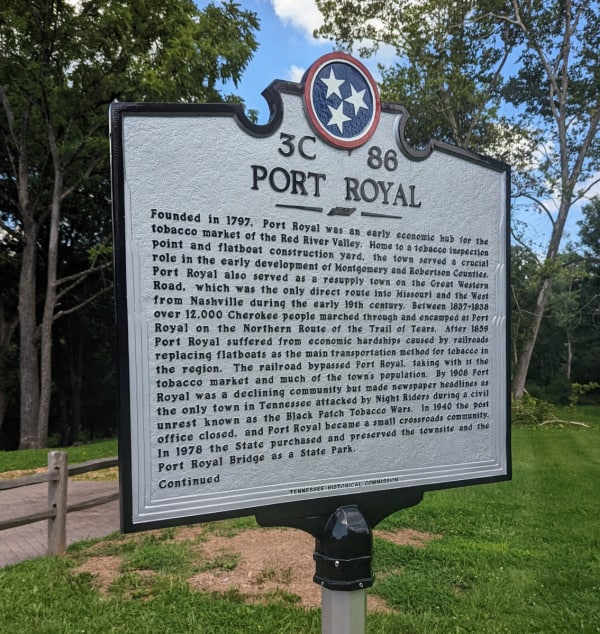 3C 86
PORT ROYAL
Founded in 1797, Port Royal was an early economic hub for the
tobacco market of the Red River Valley. Home to a tobacco inspection
point and flatboat construction yard, the town served a crucial
role in the early development of Montgomery and Robertson Counties.
Port Royal also served as a resupply town on the Great Western
Road, which was the only direct route into Missouri and the West
from Nashville during the early 19th century. Between 1837-1838
over 12,000 Cherokee people marched through and encamped at Port
Royal on the Northern Route of the Trail of Tears. After 1859
Port Royal suffered from economic hardships caused by railroads
replacing flatboats as the main transportation method for tobacco in
the region. The railroad bypassed Port Royal, taking with it the
tobacco market and much of the town's population. By 1908 Port
Royal was a declining community but made newspaper headlines as
the only town in Tennessee attacked by Night Riders during a civil
unrest known as the Black Patch Tobacco Wars. In 1940 the post
office closed, and Port Royal became a small crossroads community.
In 1978 the State purchased and preserved the townsite and the
Port Royal Bridge as a State Park.
Continued
TENNESSEE HISTORICAL COMMISSION